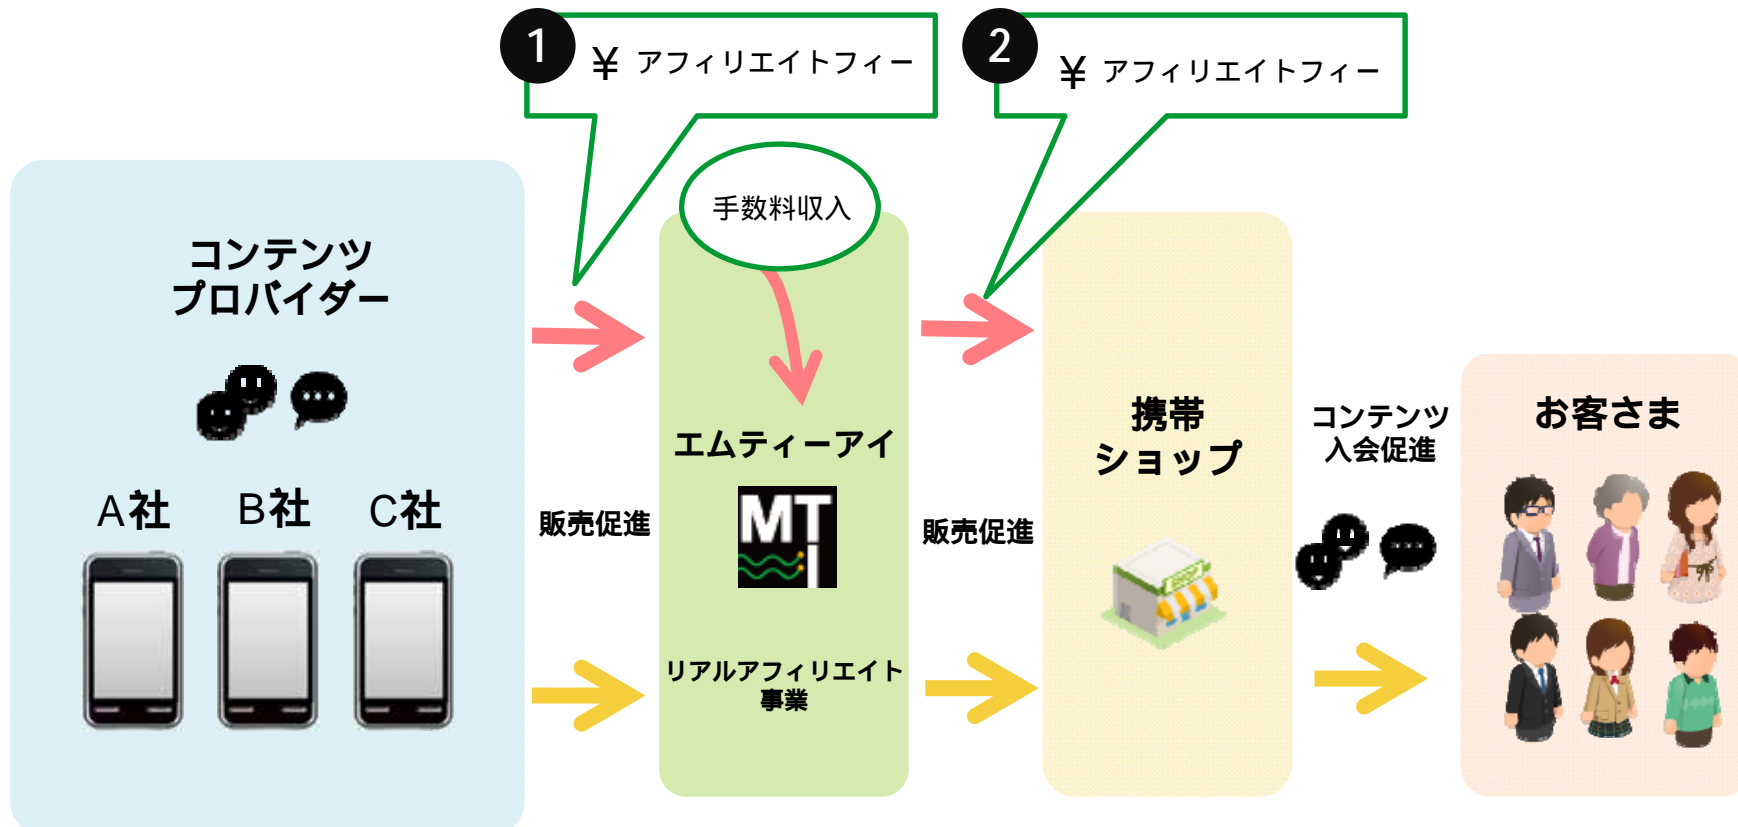 1
¥ アフィリエイトフィー
2
¥ アフィリエイトフィー
手数料収入
コンテンツ
プロバイダー
A社
B社
C社
販売促進
エムティーアイ
MTI
リアルアフィリエイト
事業
販売促進
携帯
ショップ
コンテンツ
入会促進
お客さま